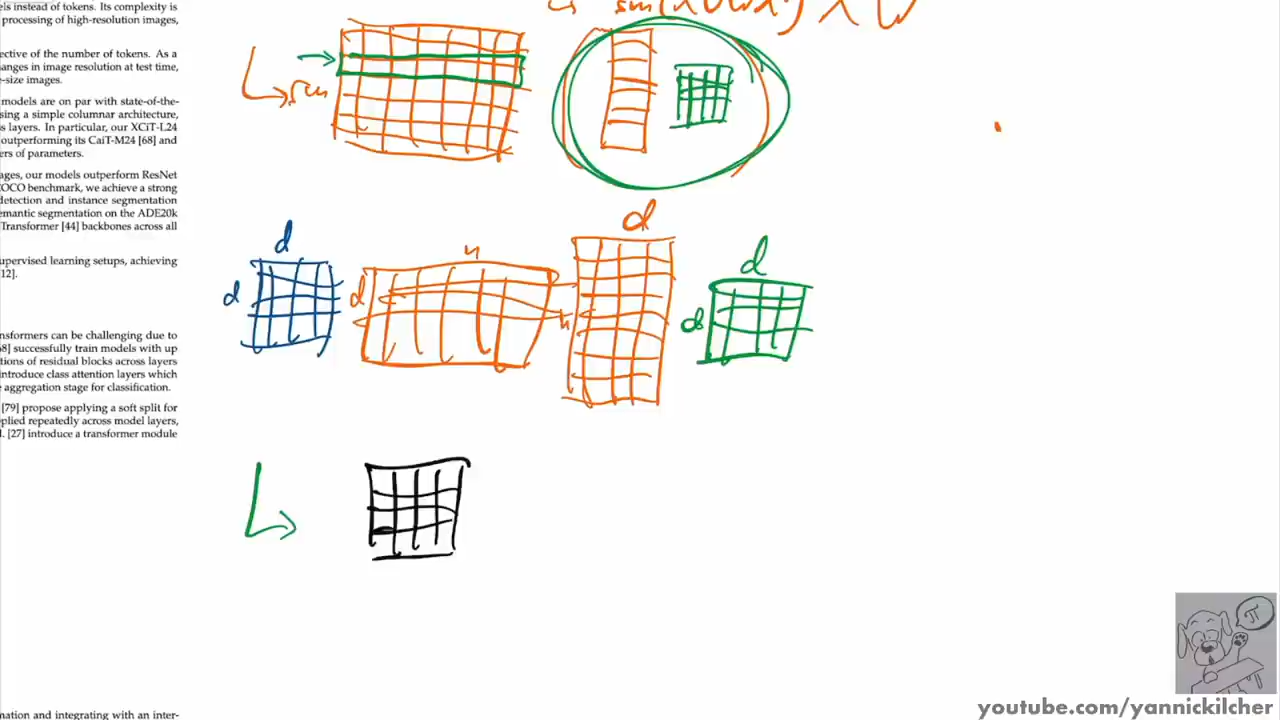 els instead of tokens. Its complexity is
processing of high-resolution images,
ective of the number of tokens. As a
anges in image resolution at test time,
e-size images.
models are on par with state-of-the-
sing a simple columnar architecture,
s layers. In particular, our XCiT-L24
outperforming its CaiT-M24 [68] and
ers of parameters.
ages, our models outperform ResNet
COCO benchmark, we achieve a strong
detection and instance segmentation
emantic segmentation on the ADE20k
Transformer [44] backbones across all
upervised learning setups, achieving
[12].
nsformers can be challenging due to
68] successfully train models with up
tions of residual blocks across layers
introduce class attention layers which
e aggregation stage for classification.
[79] propose applying a soft split for
pplied repeatedly across model layers,
l. [27] introduce a transformer module
mation and integrating with an inter-
d
d
d
n
d
d
d
π
youtube.com/yannickilcher